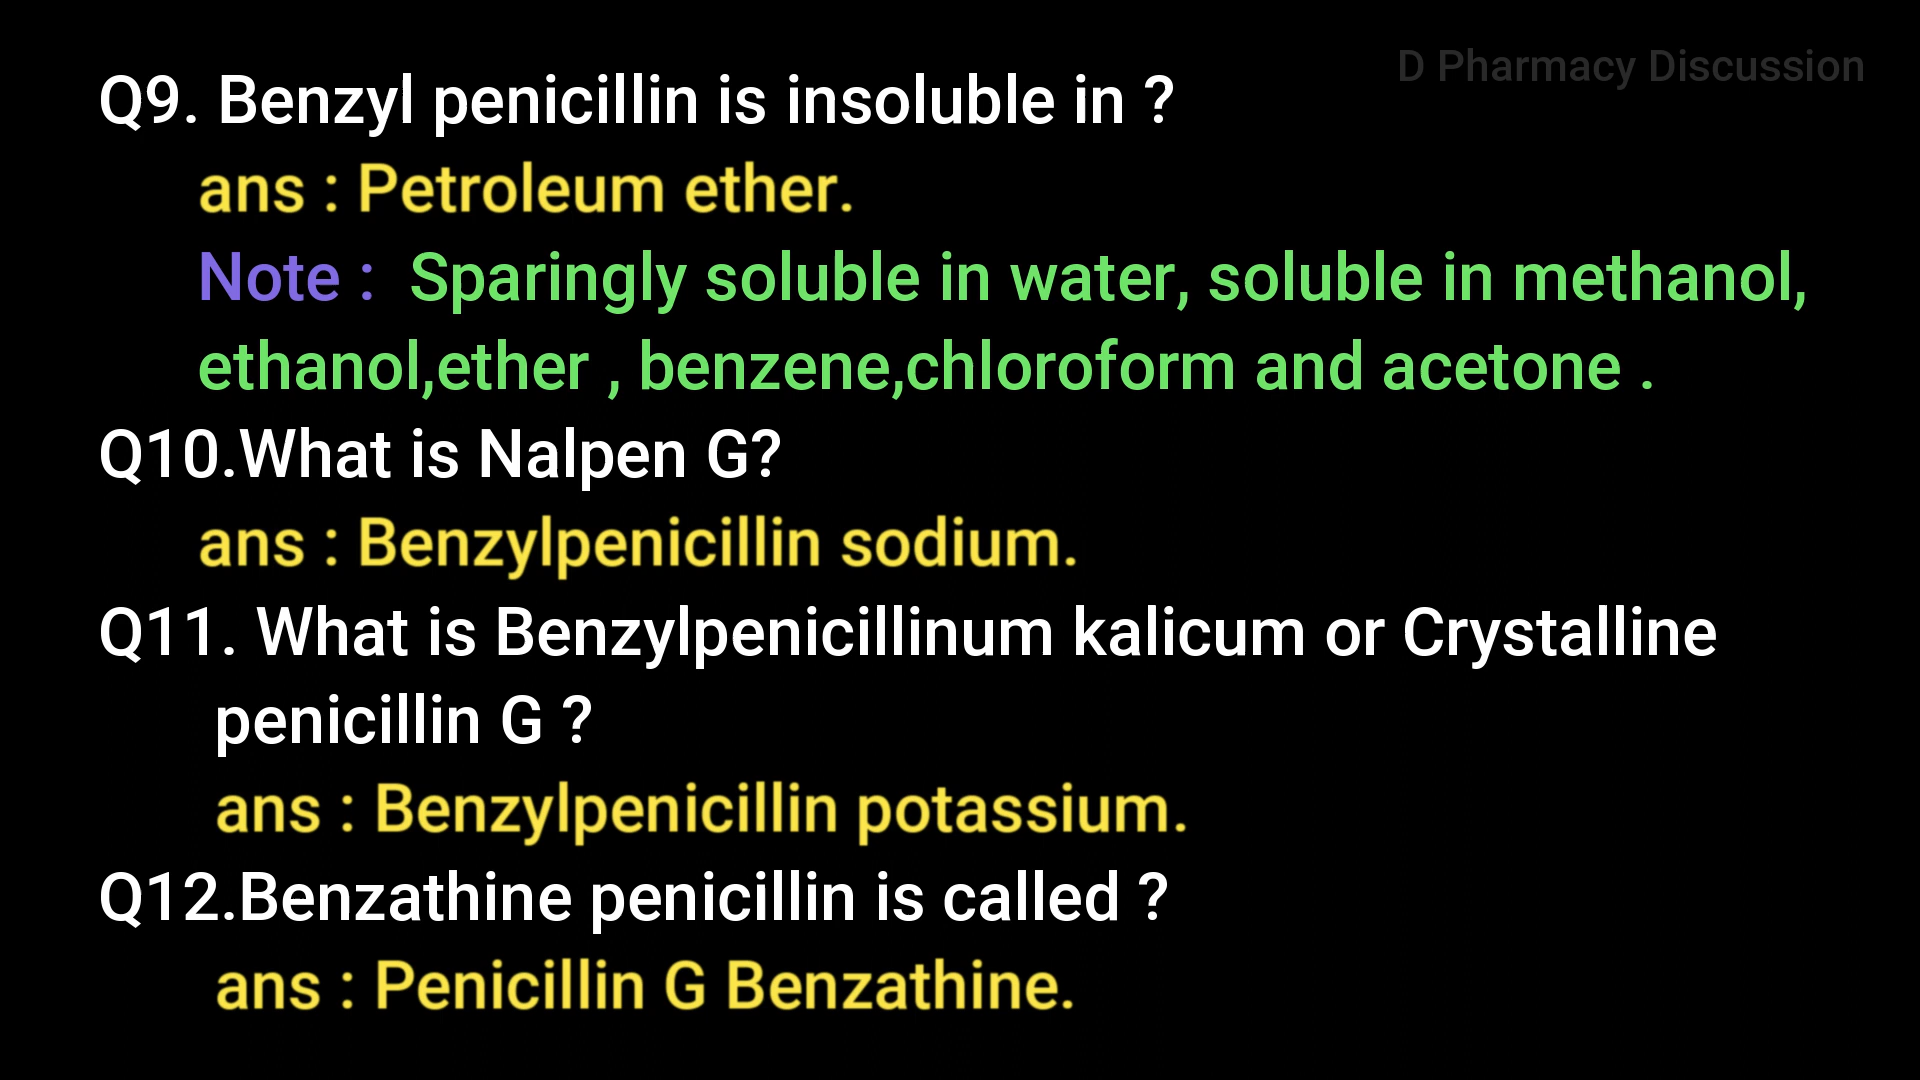 D Pharmacy Discussion
Q9. Benzyl penicillin is insoluble in ?
ans : Petroleum ether.
Note :  Sparingly soluble in water, soluble in methanol,
ethanol,ether , benzene,chloroform and acetone .
Q10.What is Nalpen G?
ans : Benzylpenicillin sodium.
Q11. What is Benzylpenicillinum kalicum or Crystalline
penicillin G ?
ans : Benzylpenicillin potassium.
Q12.Benzathine penicillin is called ?
ans : Penicillin G Benzathine.